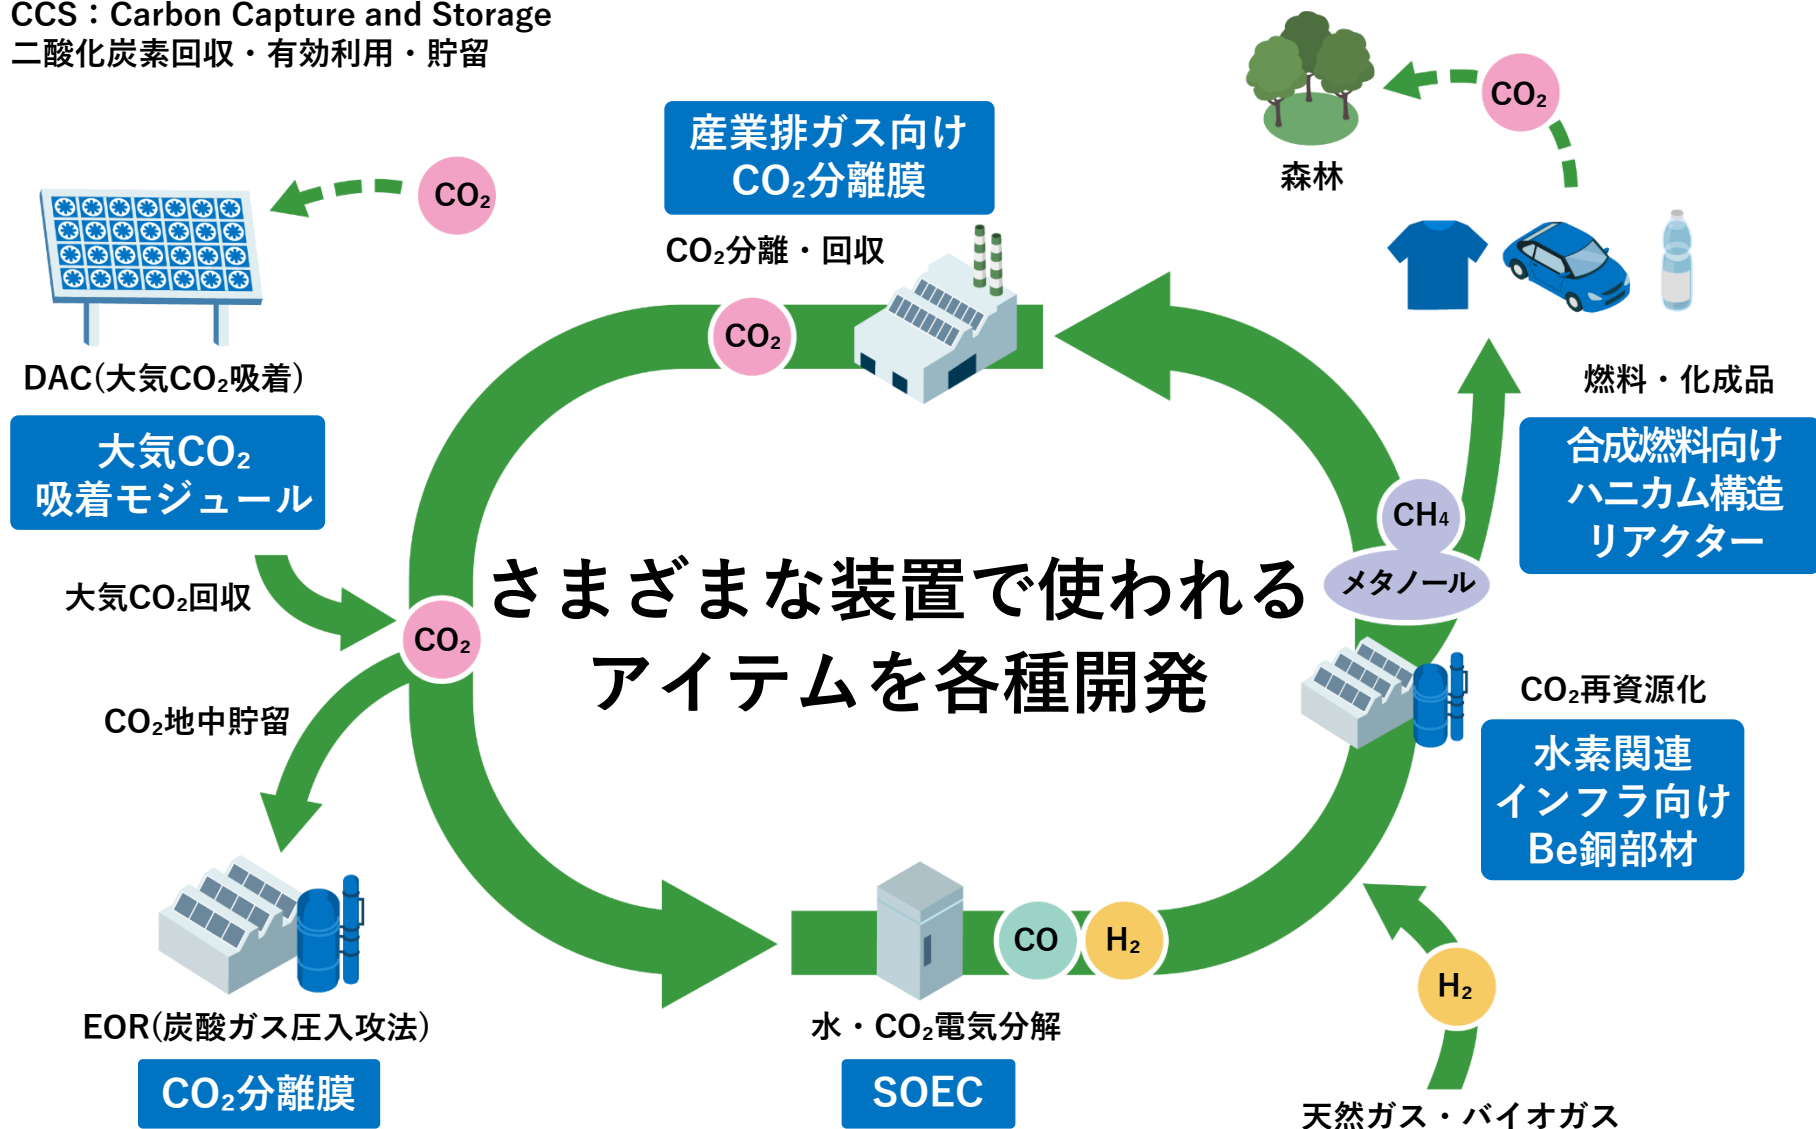 CCS：Carbon Capture and Storage
二酸化炭素回収・有効利用・貯留
CO₂
森林
産業排ガス向け
CO₂分離膜
CO₂分離・回収
CO₂
CO₂
DAC(大気CO₂吸着)
大気CO₂
吸着モジュール
燃料・化成品
合成燃料向け
ハニカム構造
リアクター
CH₄
メタノール
さまざまな装置で使われる
アイテムを各種開発
大気CO₂回収
CO₂
CO₂地中貯留
CO₂再資源化
水素関連
インフラ向け
Be銅部材
EOR(炭酸ガス圧入攻法)
CO₂分離膜
CO
H₂
水・CO₂電気分解
SOEC
H₂
天然ガス・バイオガス